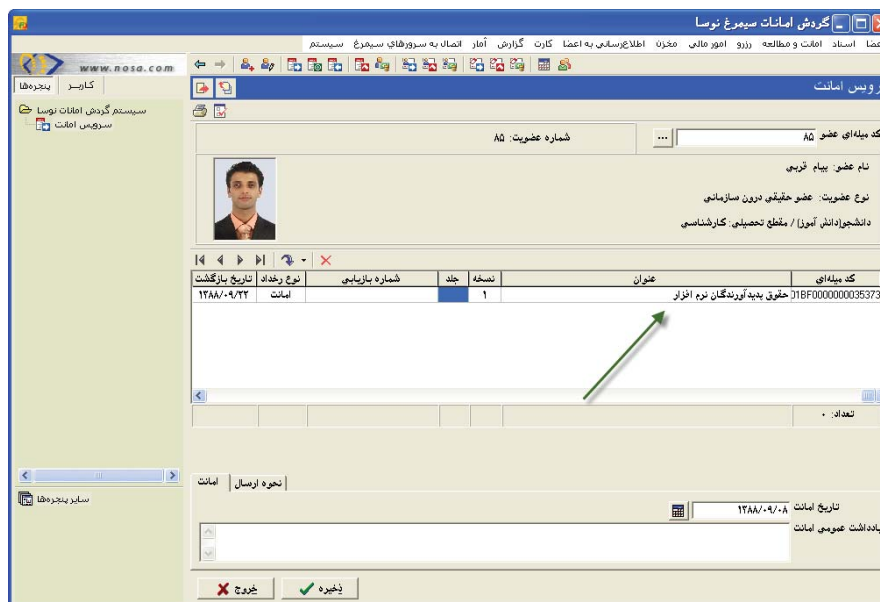 گردش امانات سیمرغ نوسا
عضا اسناد امانت و مطالعه رزرو امور مالی مخزن اطلاع‌رسانی به اعضا کارت گزارش آمار اتصال به سرورهای سیمرغ سیستم
www.nosa.com
کاربر پنجره‌ها
رویس امانت
سیستم گردش امانات نوسا
سرویس امانت
کد میله‌ای عضو ۸۵ ... شماره عضویت: ۸۵
نام عضو: پیام قربی
نوع عضویت: عضو حقیقی درون سازمانی
دانشجو(دانش آموز) / مقطع تحصیلی: کارشناسی
کد میله‌ای عنوان نسخه جلد شماره بازیابی نوع رخداد تاریخ بازگشت
01BF0000000035373 حقوق پدیدآورندگان نرم افزار ۱ امانت ۱۳۸۸/۰۹/۲۲
تعداد: ۰
امانت نحوه ارسال
سایر پنجره‌ها
تاریخ امانت ۱۳۸۸/۰۹/۰۸
یادداشت عمومی امانت
ذخیره خروج